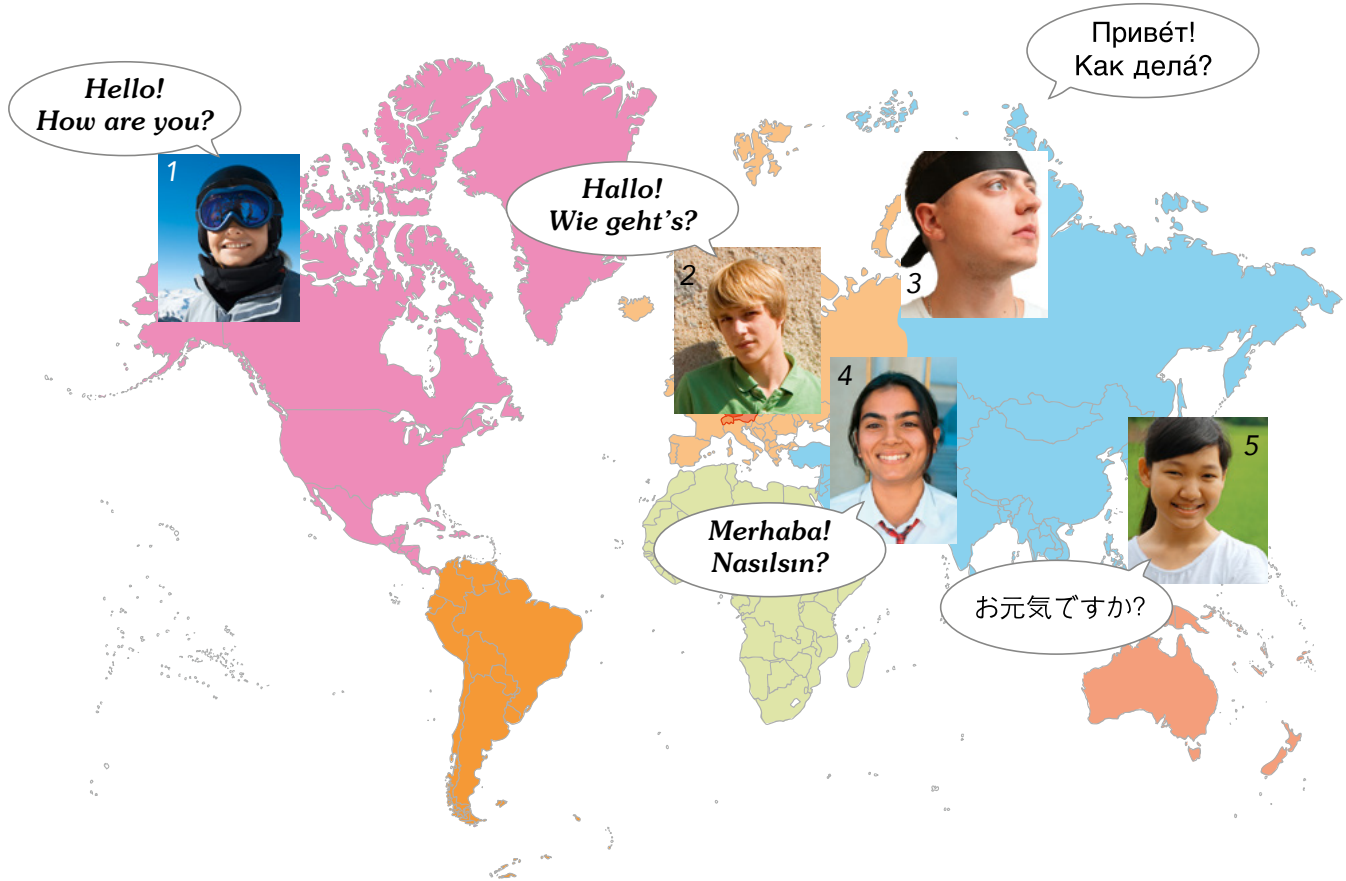 Hello!
How are you?
1
Hallo!
Wie geht's?
2
Приве́т!
Как дела́?
3
4
Merhaba!
Nasılsın?
5
お元気ですか?